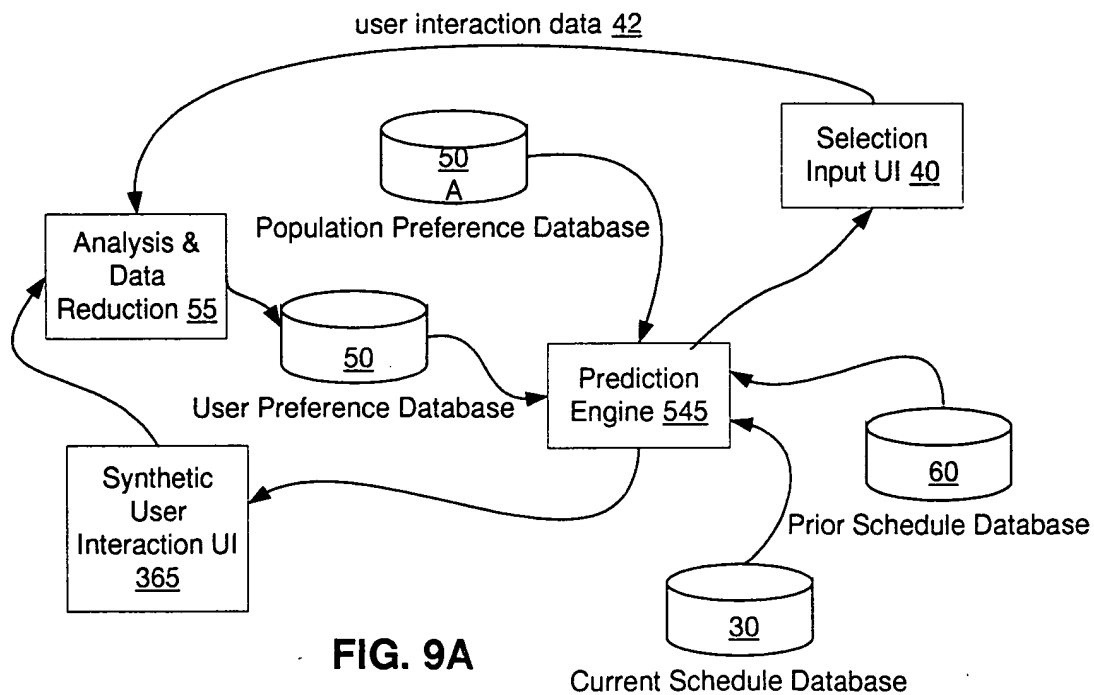 user interaction data 42
Selection
Input UI 40
50
A
Population Preference Database
Analysis &
Data
Reduction 55
50
User Preference Database
Prediction
Engine 545
Synthetic
User
Interaction UI
365
60
Prior Schedule Database
30
Current Schedule Database
FIG. 9A